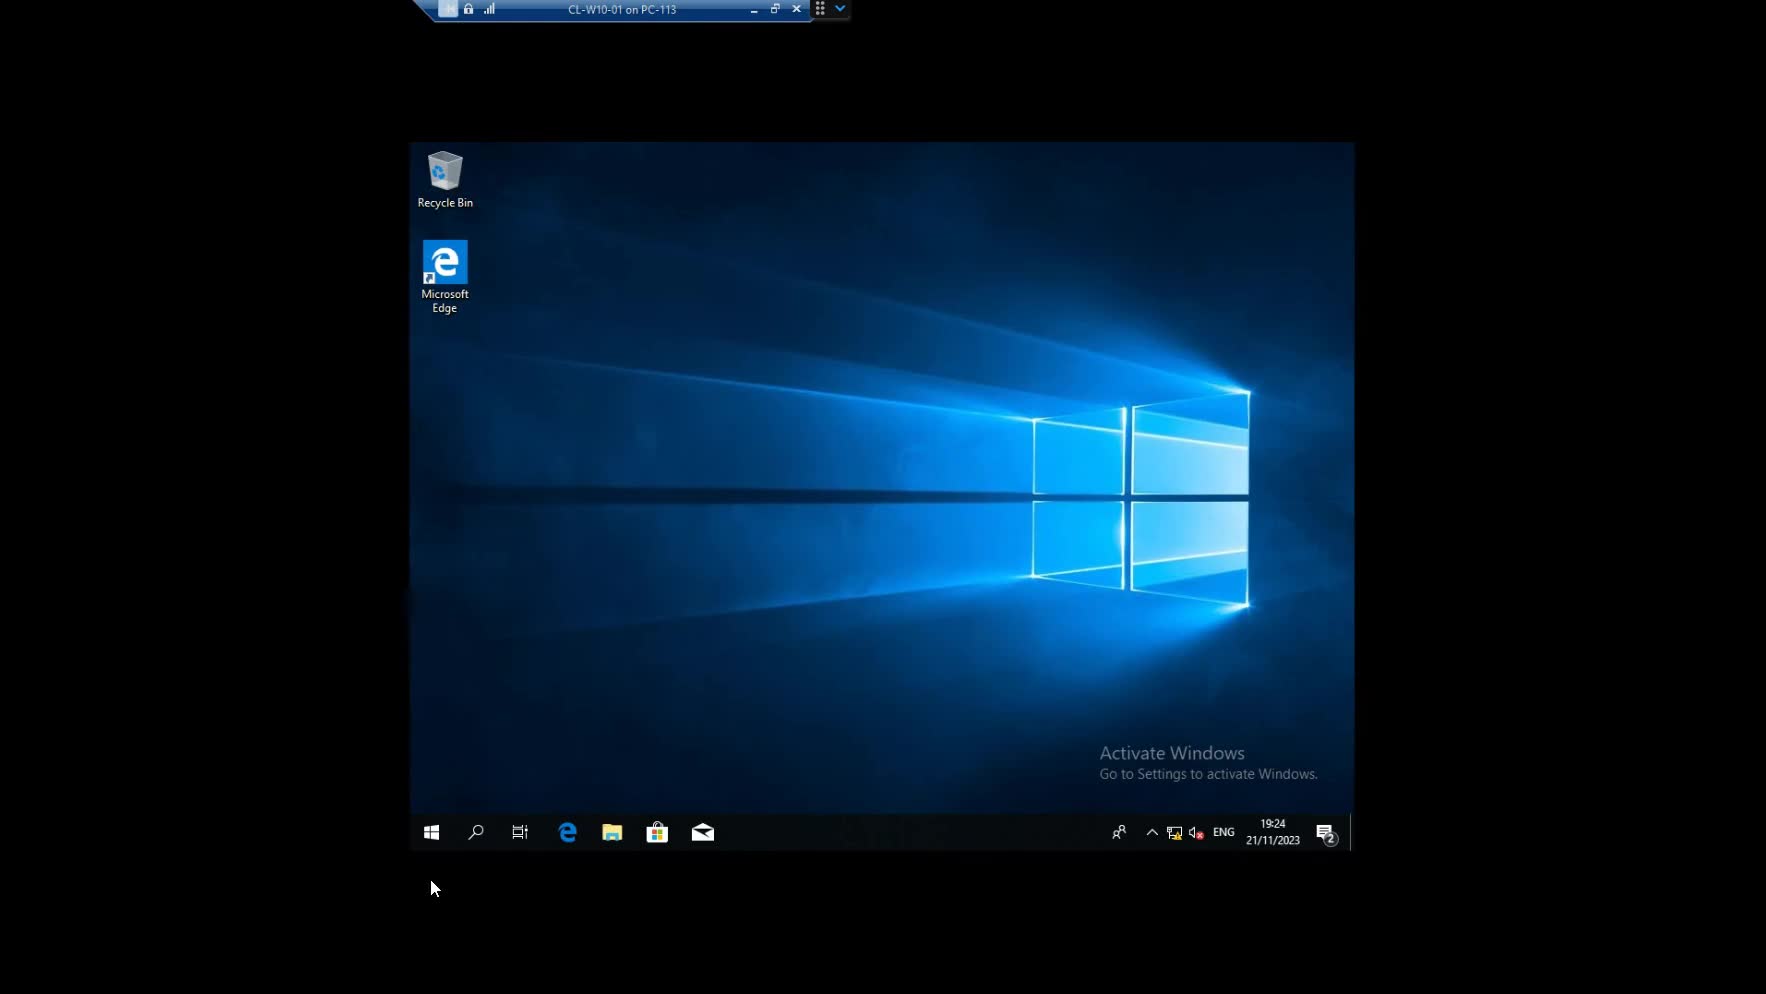 CL-W10-01 on PC-113
Recycle Bin
Microsoft
Edge
Activate Windows
Go to Settings to activate Windows.
ENG
19:24
21/11/2023
2